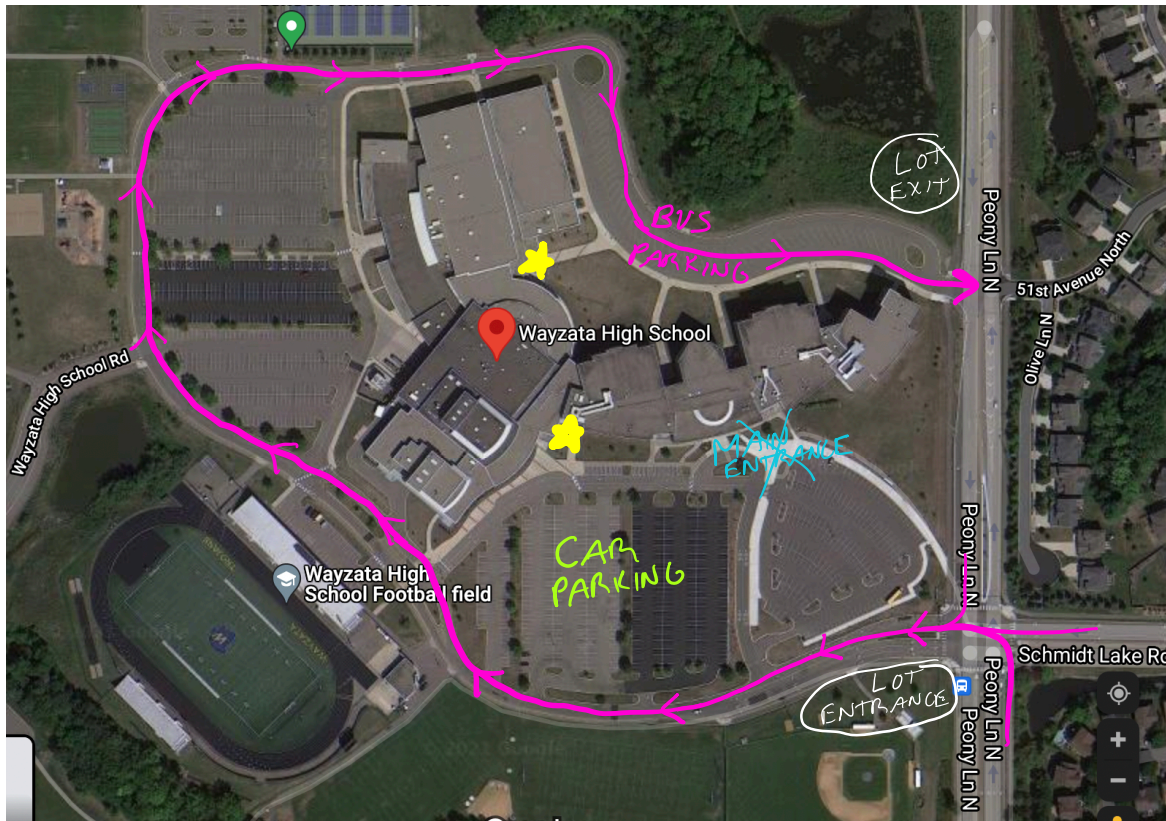 LOT
EXIT
Peony Ln N
BUS
PARKING
51st Avenue North
Wayzata High School
Olive Ln N
Wayzata High School Rd
MAIN
ENTRANCE
Peony Ln N
CAR
PARKING
Wayzata High
School Football field
TROJANS
WAYZATA
W
Schmidt Lake Rd
LOT
ENTRANCE
Peony Ln N
Peony Ln N
+
−